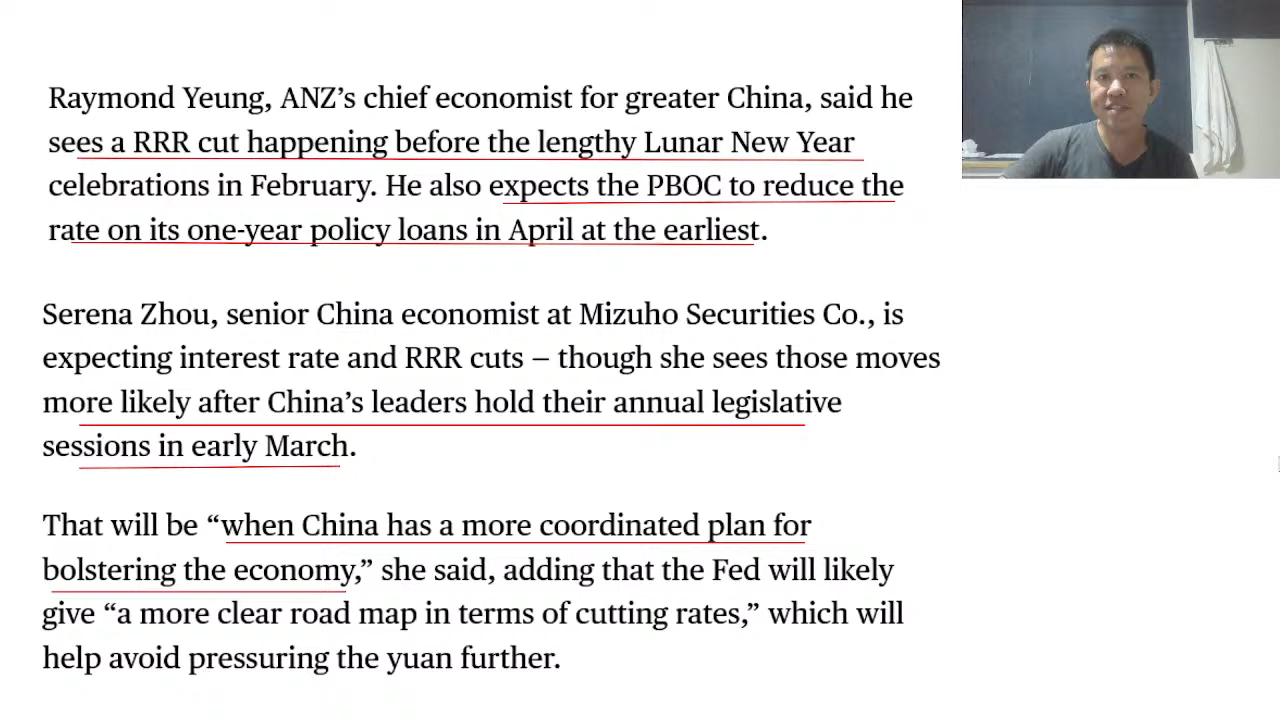 Raymond Yeung, ANZ’s chief economist for greater China, said he
sees a RRR cut happening before the lengthy Lunar New Year
celebrations in February. He also expects the PBOC to reduce the
rate on its one-year policy loans in April at the earliest.
Serena Zhou, senior China economist at Mizuho Securities Co., is
expecting interest rate and RRR cuts – though she sees those moves
more likely after China’s leaders hold their annual legislative
sessions in early March.
That will be “when China has a more coordinated plan for
bolstering the economy,” she said, adding that the Fed will likely
give “a more clear road map in terms of cutting rates,” which will
help avoid pressuring the yuan further.